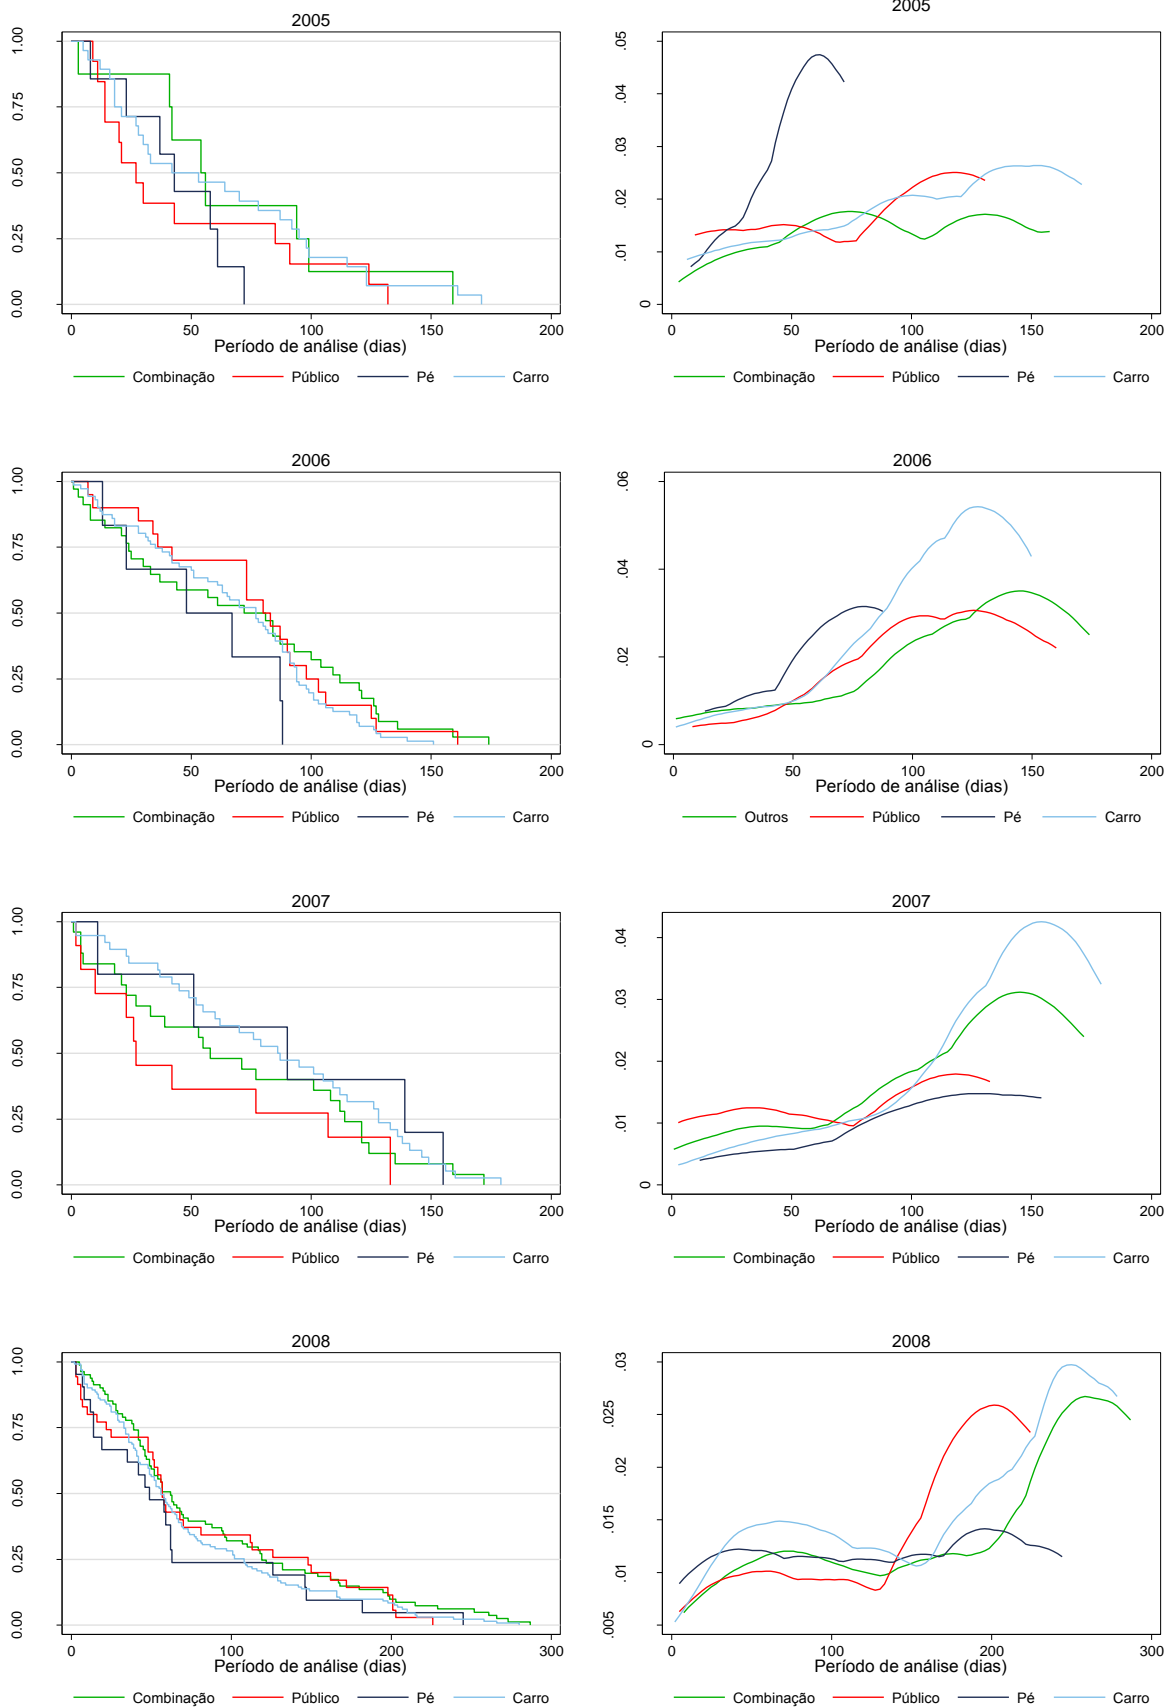 2005
1.00
0.75
0.50
0.25
0.00
0 50 100 150 200
Período de análise (dias)
Combinação Público Pé Carro
2005
.05
.04
.03
.02
.01
0
0 50 100 150 200
Período de análise (dias)
Combinação Público Pé Carro
2006
1.00
0.75
0.50
0.25
0.00
0 50 100 150 200
Período de análise (dias)
Combinação Público Pé Carro
2006
.06
.04
.02
0
0 50 100 150 200
Período de análise (dias)
Outros Público Pé Carro
2007
1.00
0.75
0.50
0.25
0.00
0 50 100 150 200
Período de análise (dias)
Combinação Público Pé Carro
2007
.04
.03
.02
.01
0
0 50 100 150 200
Período de análise (dias)
Combinação Público Pé Carro
2008
1.00
0.75
0.50
0.25
0.00
0 100 200 300
Período de análise (dias)
Combinação Público Pé Carro
2008
.03
.025
.02
.015
.01
.005
0 100 200 300
Período de análise (dias)
Combinação Público Pé Carro